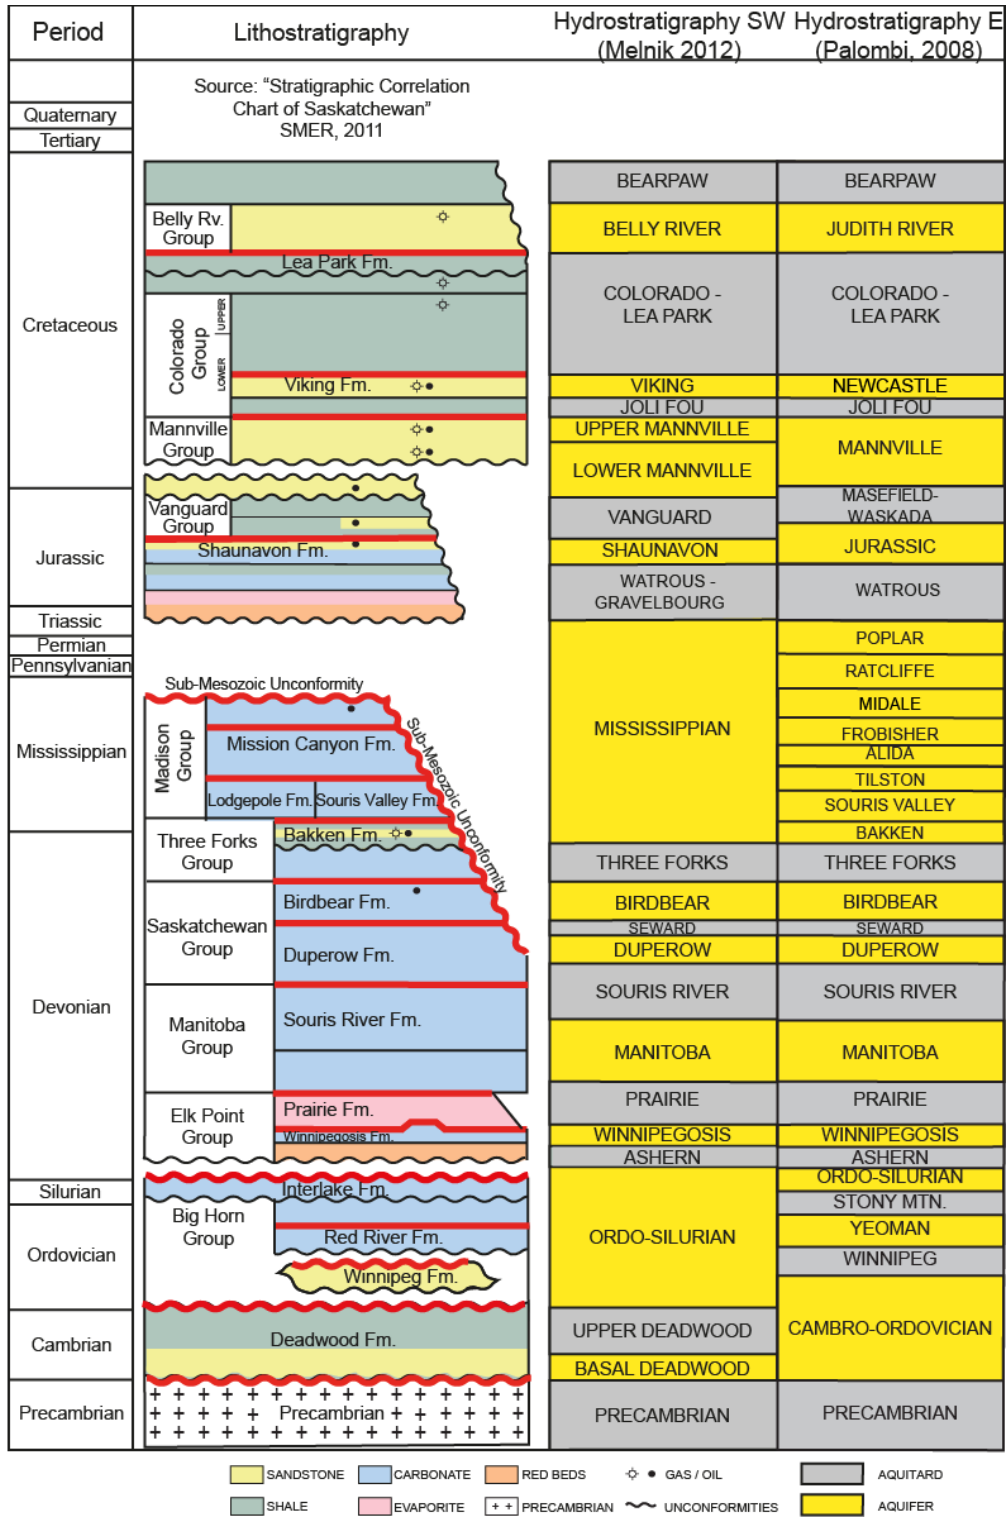 Period
Lithostratigraphy
Hydrostratigraphy SW
(Melnik 2012)
Hydrostratigraphy E
(Palombi, 2008)
Source: “Stratigraphic Correlation
Chart of Saskatchewan”
SMER, 2011
Quaternary
Tertiary
Cretaceous
Jurassic
Triassic
Permian
Pennsylvanian
Mississippian
Devonian
Silurian
Ordovician
Cambrian
Precambrian
Belly Rv.
Group
Lea Park Fm.
Colorado
Group
LOWER
UPPER
Viking Fm.
Mannville
Group
Vanguard
Group
Shaunavon Fm.
Sub-Mesozoic Unconformity
Sub-Mesozoic Unconformity
Madison
Group
Mission Canyon Fm.
Lodgepole Fm.
Souris Valley Fm.
Three Forks
Group
Bakken Fm.
Saskatchewan
Group
Birdbear Fm.
Duperow Fm.
Manitoba
Group
Souris River Fm.
Elk Point
Group
Prairie Fm.
Winnipegosis Fm.
Interlake Fm.
Big Horn
Group
Red River Fm.
Winnipeg Fm.
Deadwood Fm.
Precambrian
BEARPAW
BELLY RIVER
COLORADO -
LEA PARK
VIKING
JOLI FOU
UPPER MANNVILLE
LOWER MANNVILLE
VANGUARD
SHAUNAVON
WATROUS -
GRAVELBOURG
MISSISSIPPIAN
THREE FORKS
BIRDBEAR
SEWARD
DUPEROW
SOURIS RIVER
MANITOBA
PRAIRIE
WINNIPEGOSIS
ASHERN
ORDO-SILURIAN
UPPER DEADWOOD
BASAL DEADWOOD
PRECAMBRIAN
BEARPAW
JUDITH RIVER
COLORADO -
LEA PARK
NEWCASTLE
JOLI FOU
MANNVILLE
MASEFIELD-
WASKADA
JURASSIC
WATROUS
POPLAR
RATCLIFFE
MIDALE
FROBISHER
ALIDA
TILSTON
SOURIS VALLEY
BAKKEN
THREE FORKS
BIRDBEAR
SEWARD
DUPEROW
SOURIS RIVER
MANITOBA
PRAIRIE
WINNIPEGOSIS
ASHERN
ORDO-SILURIAN
STONY MTN.
YEOMAN
WINNIPEG
CAMBRO-ORDOVICIAN
PRECAMBRIAN
SANDSTONE
CARBONATE
RED BEDS
GAS / OIL
AQUITARD
SHALE
EVAPORITE
PRECAMBRIAN
UNCONFORMITIES
AQUIFER